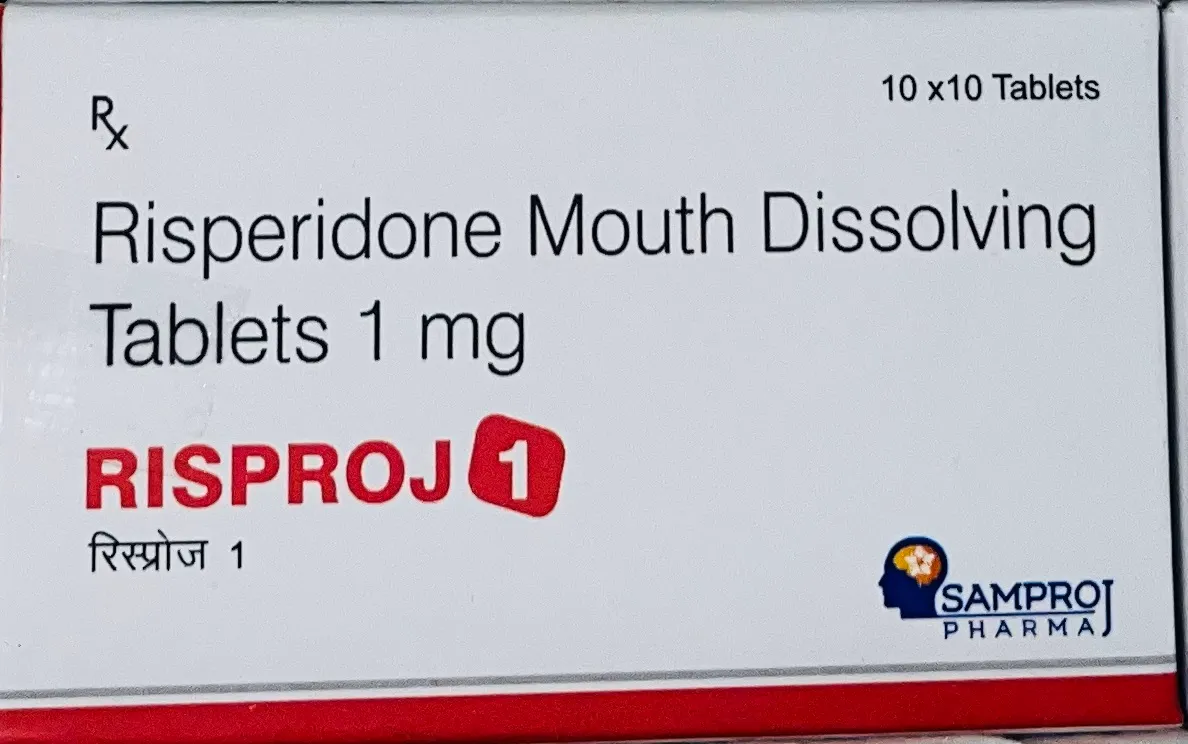 Rx
10 x10 Tablets
Risperidone Mouth Dissolving
Tablets 1 mg
RISPROJ 1
रिस्प्रोज 1
SAMPROJ
PHARMA